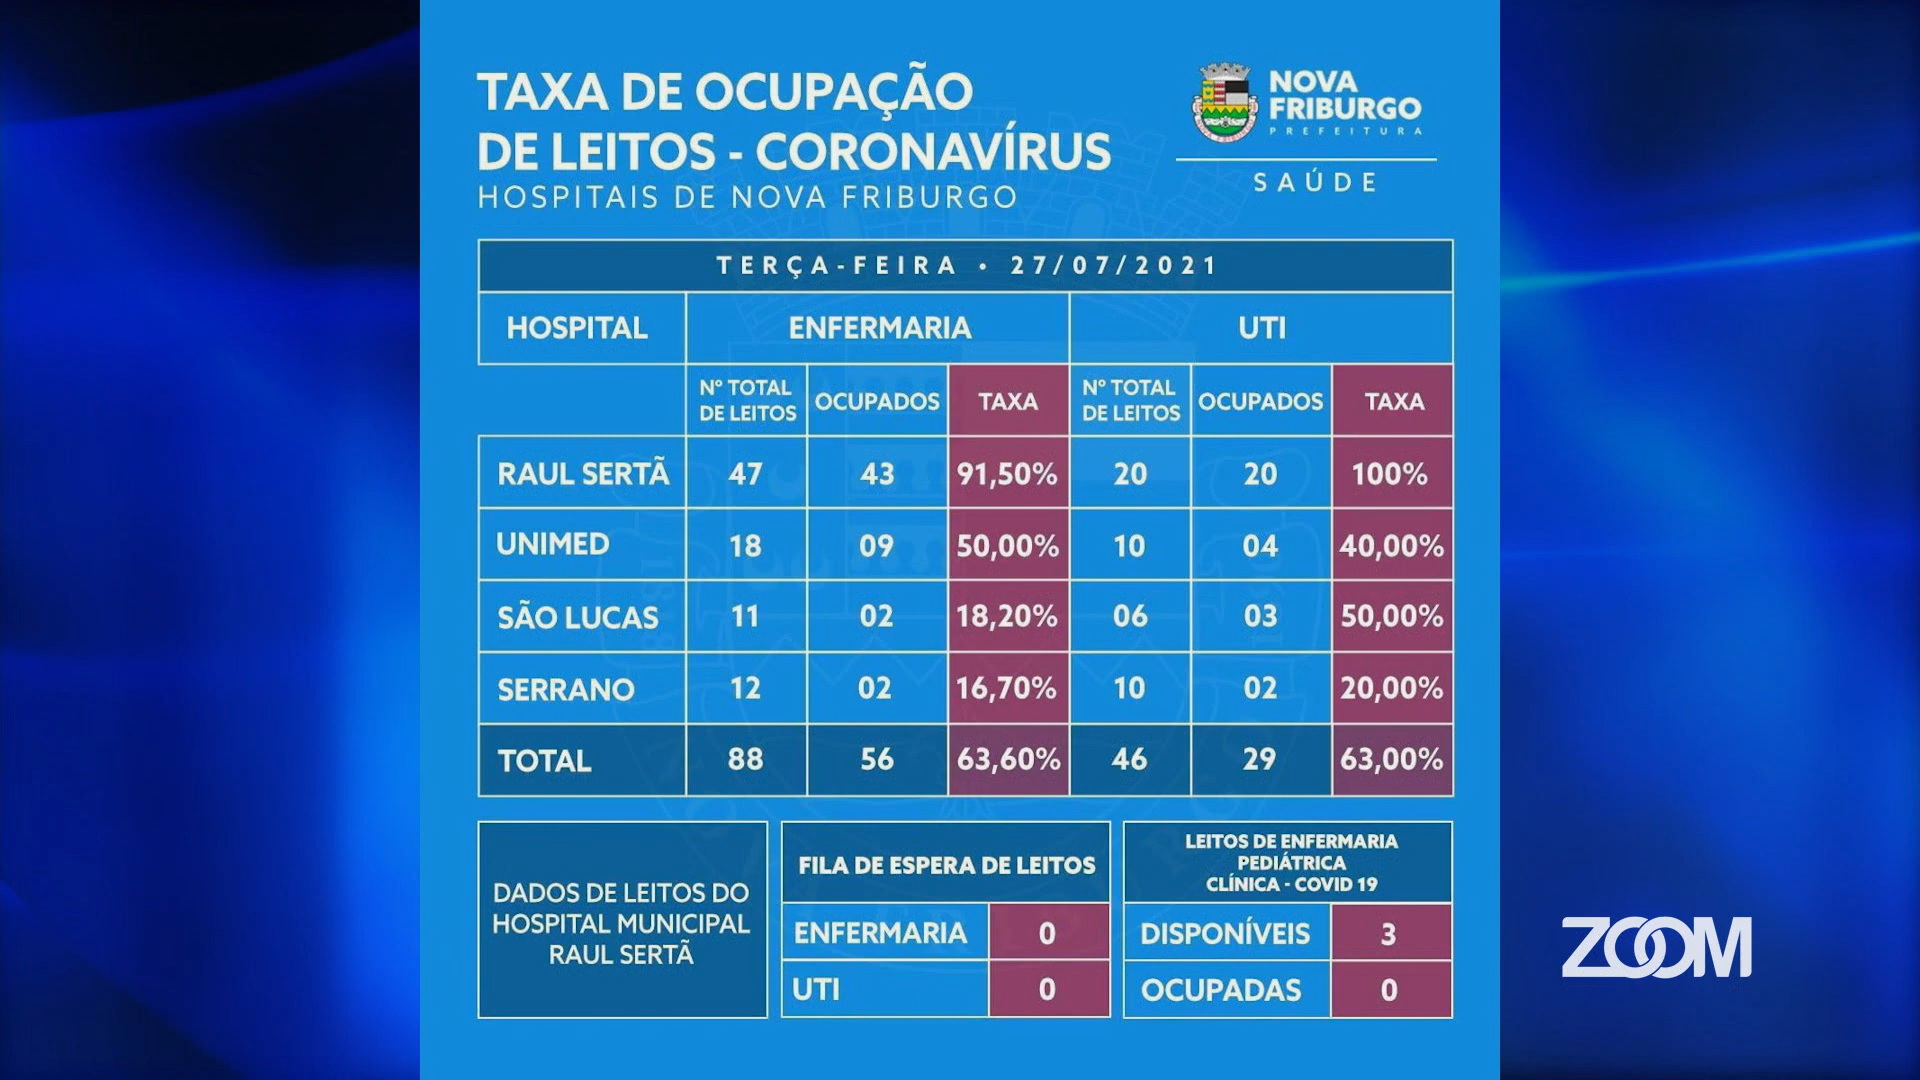 TAXA DE OCUPAÇÃO
DE LEITOS - CORONAVÍRUS
HOSPITAIS DE NOVA FRIBURGO
NOVA
FRIBURGO
PREFEITURA
SAÚDE
TERÇA-FEIRA • 27/07/2021
HOSPITAL ENFERMARIA UTI
Nº TOTAL DE LEITOS OCUPADOS TAXA Nº TOTAL DE LEITOS OCUPADOS TAXA
RAUL SERTÃ 47 43 91,50% 20 20 100%
UNIMED 18 09 50,00% 10 04 40,00%
SÃO LUCAS 11 02 18,20% 06 03 50,00%
SERRANO 12 02 16,70% 10 02 20,00%
TOTAL 88 56 63,60% 46 29 63,00%
DADOS DE LEITOS DO
HOSPITAL MUNICIPAL
RAUL SERTÃ
FILA DE ESPERA DE LEITOS
ENFERMARIA 0
UTI 0
LEITOS DE ENFERMARIA
PEDIÁTRICA
CLÍNICA - COVID 19
DISPONÍVEIS 3
OCUPADAS 0
ZOOM